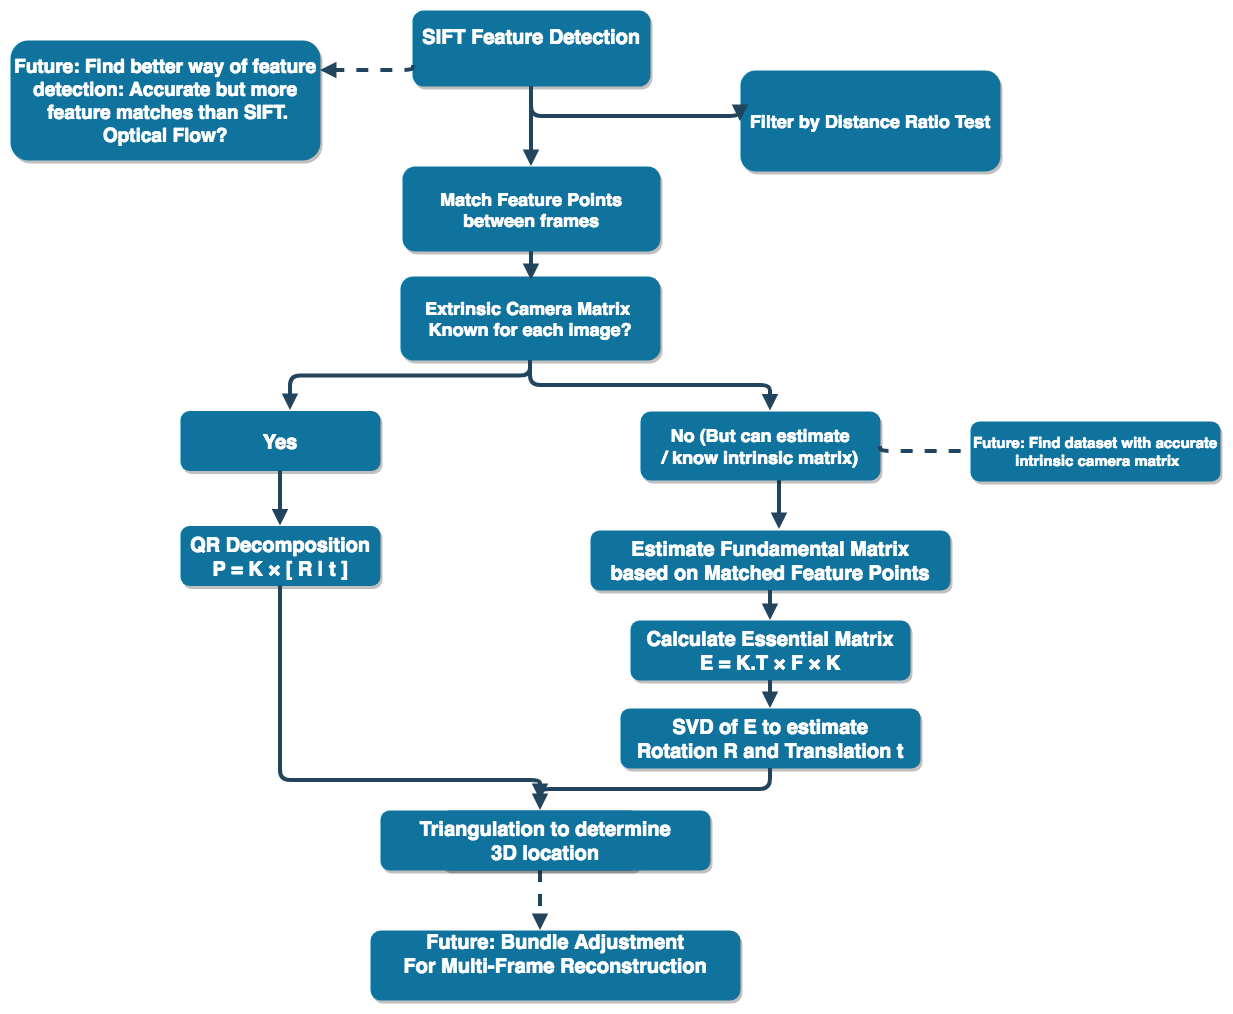 SIFT Feature Detection
Future: Find better way of feature
detection: Accurate but more
feature matches than SIFT.
Optical Flow?
Filter by Distance Ratio Test
Match Feature Points
between frames
Extrinsic Camera Matrix
Known for each image?
Yes
No (But can estimate
/ know intrinsic matrix)
Future: Find dataset with accurate
intrinsic camera matrix
QR Decomposition
P = K × [ R | t ]
Estimate Fundamental Matrix
based on Matched Feature Points
Calculate Essential Matrix
E = K.T × F × K
SVD of E to estimate
Rotation R and Translation t
Triangulation to determine
3D location
Future: Bundle Adjustment
For Multi-Frame Reconstruction